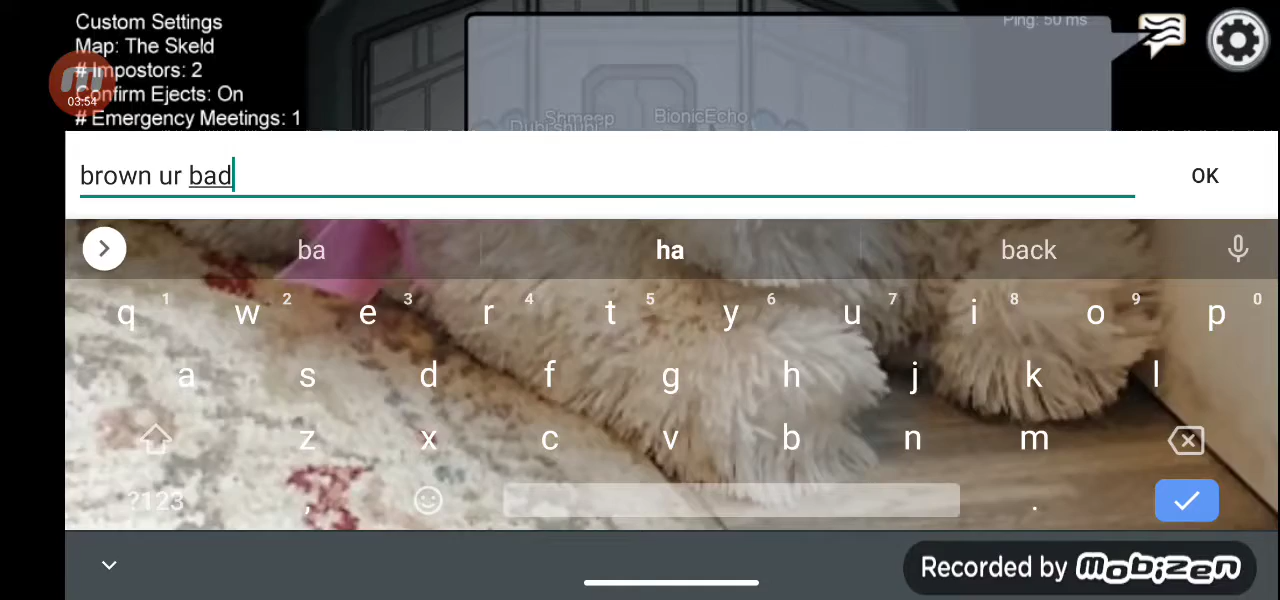 Custom Settings
Map: The Skeld
# Impostors: 2
Confirm Ejects: On
# Emergency Meetings: 1
03:54
Ping: 50 ms
Shmeep
Dubishubi
BionicEcho
brown ur bad
OK
ba ha back
q 1 w 2 e 3 r 4 t 5 y 6 u 7 i 8 o 9 p 0
a s d f g h j k l
z x c v b n m
?123 , .
Recorded by mobizen